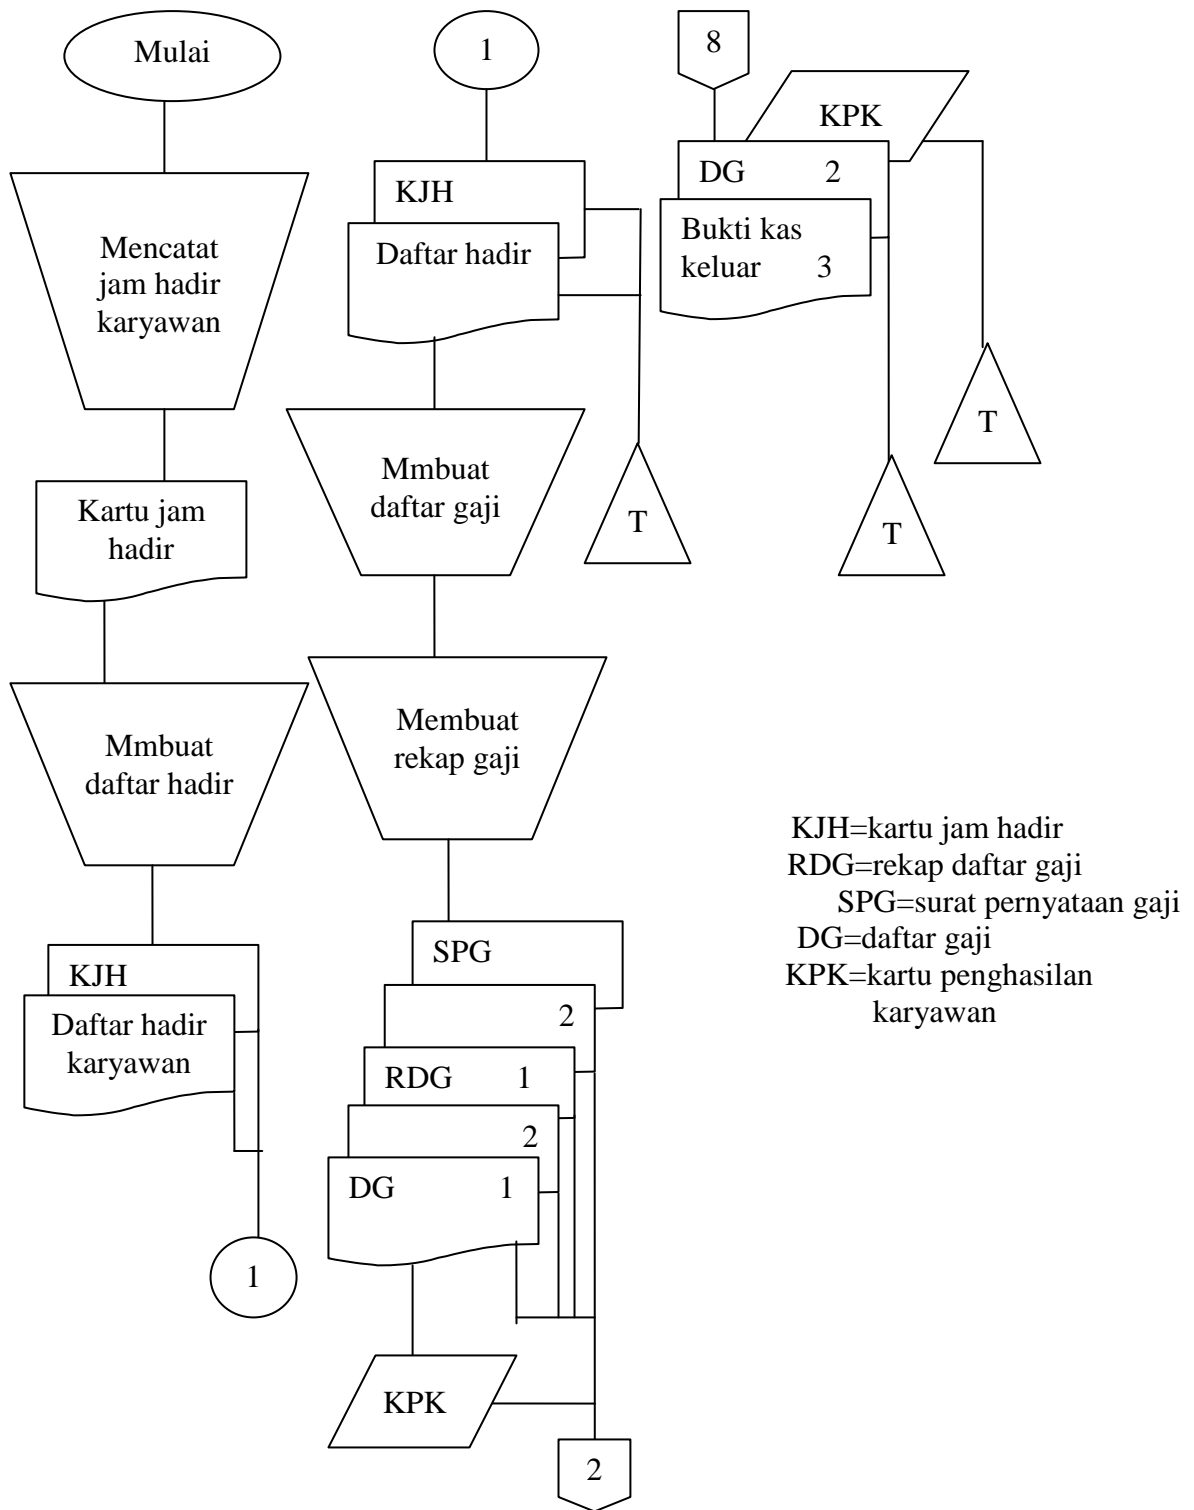 Mulai
Mencatat
jam hadir
karyawan
Kartu jam
hadir
Mmbuat
daftar hadir
KJH
Daftar hadir
karyawan
1
1
KJH
Daftar hadir
T
Mmbuat
daftar gaji
Membuat
rekap gaji
SPG
2
RDG 1
2
DG 1
KPK
2
8
KPK
DG 2
Bukti kas
keluar 3
T
T
KJH=kartu jam hadir
RDG=rekap daftar gaji
SPG=surat pernyataan gaji
DG=daftar gaji
KPK=kartu penghasilan
karyawan